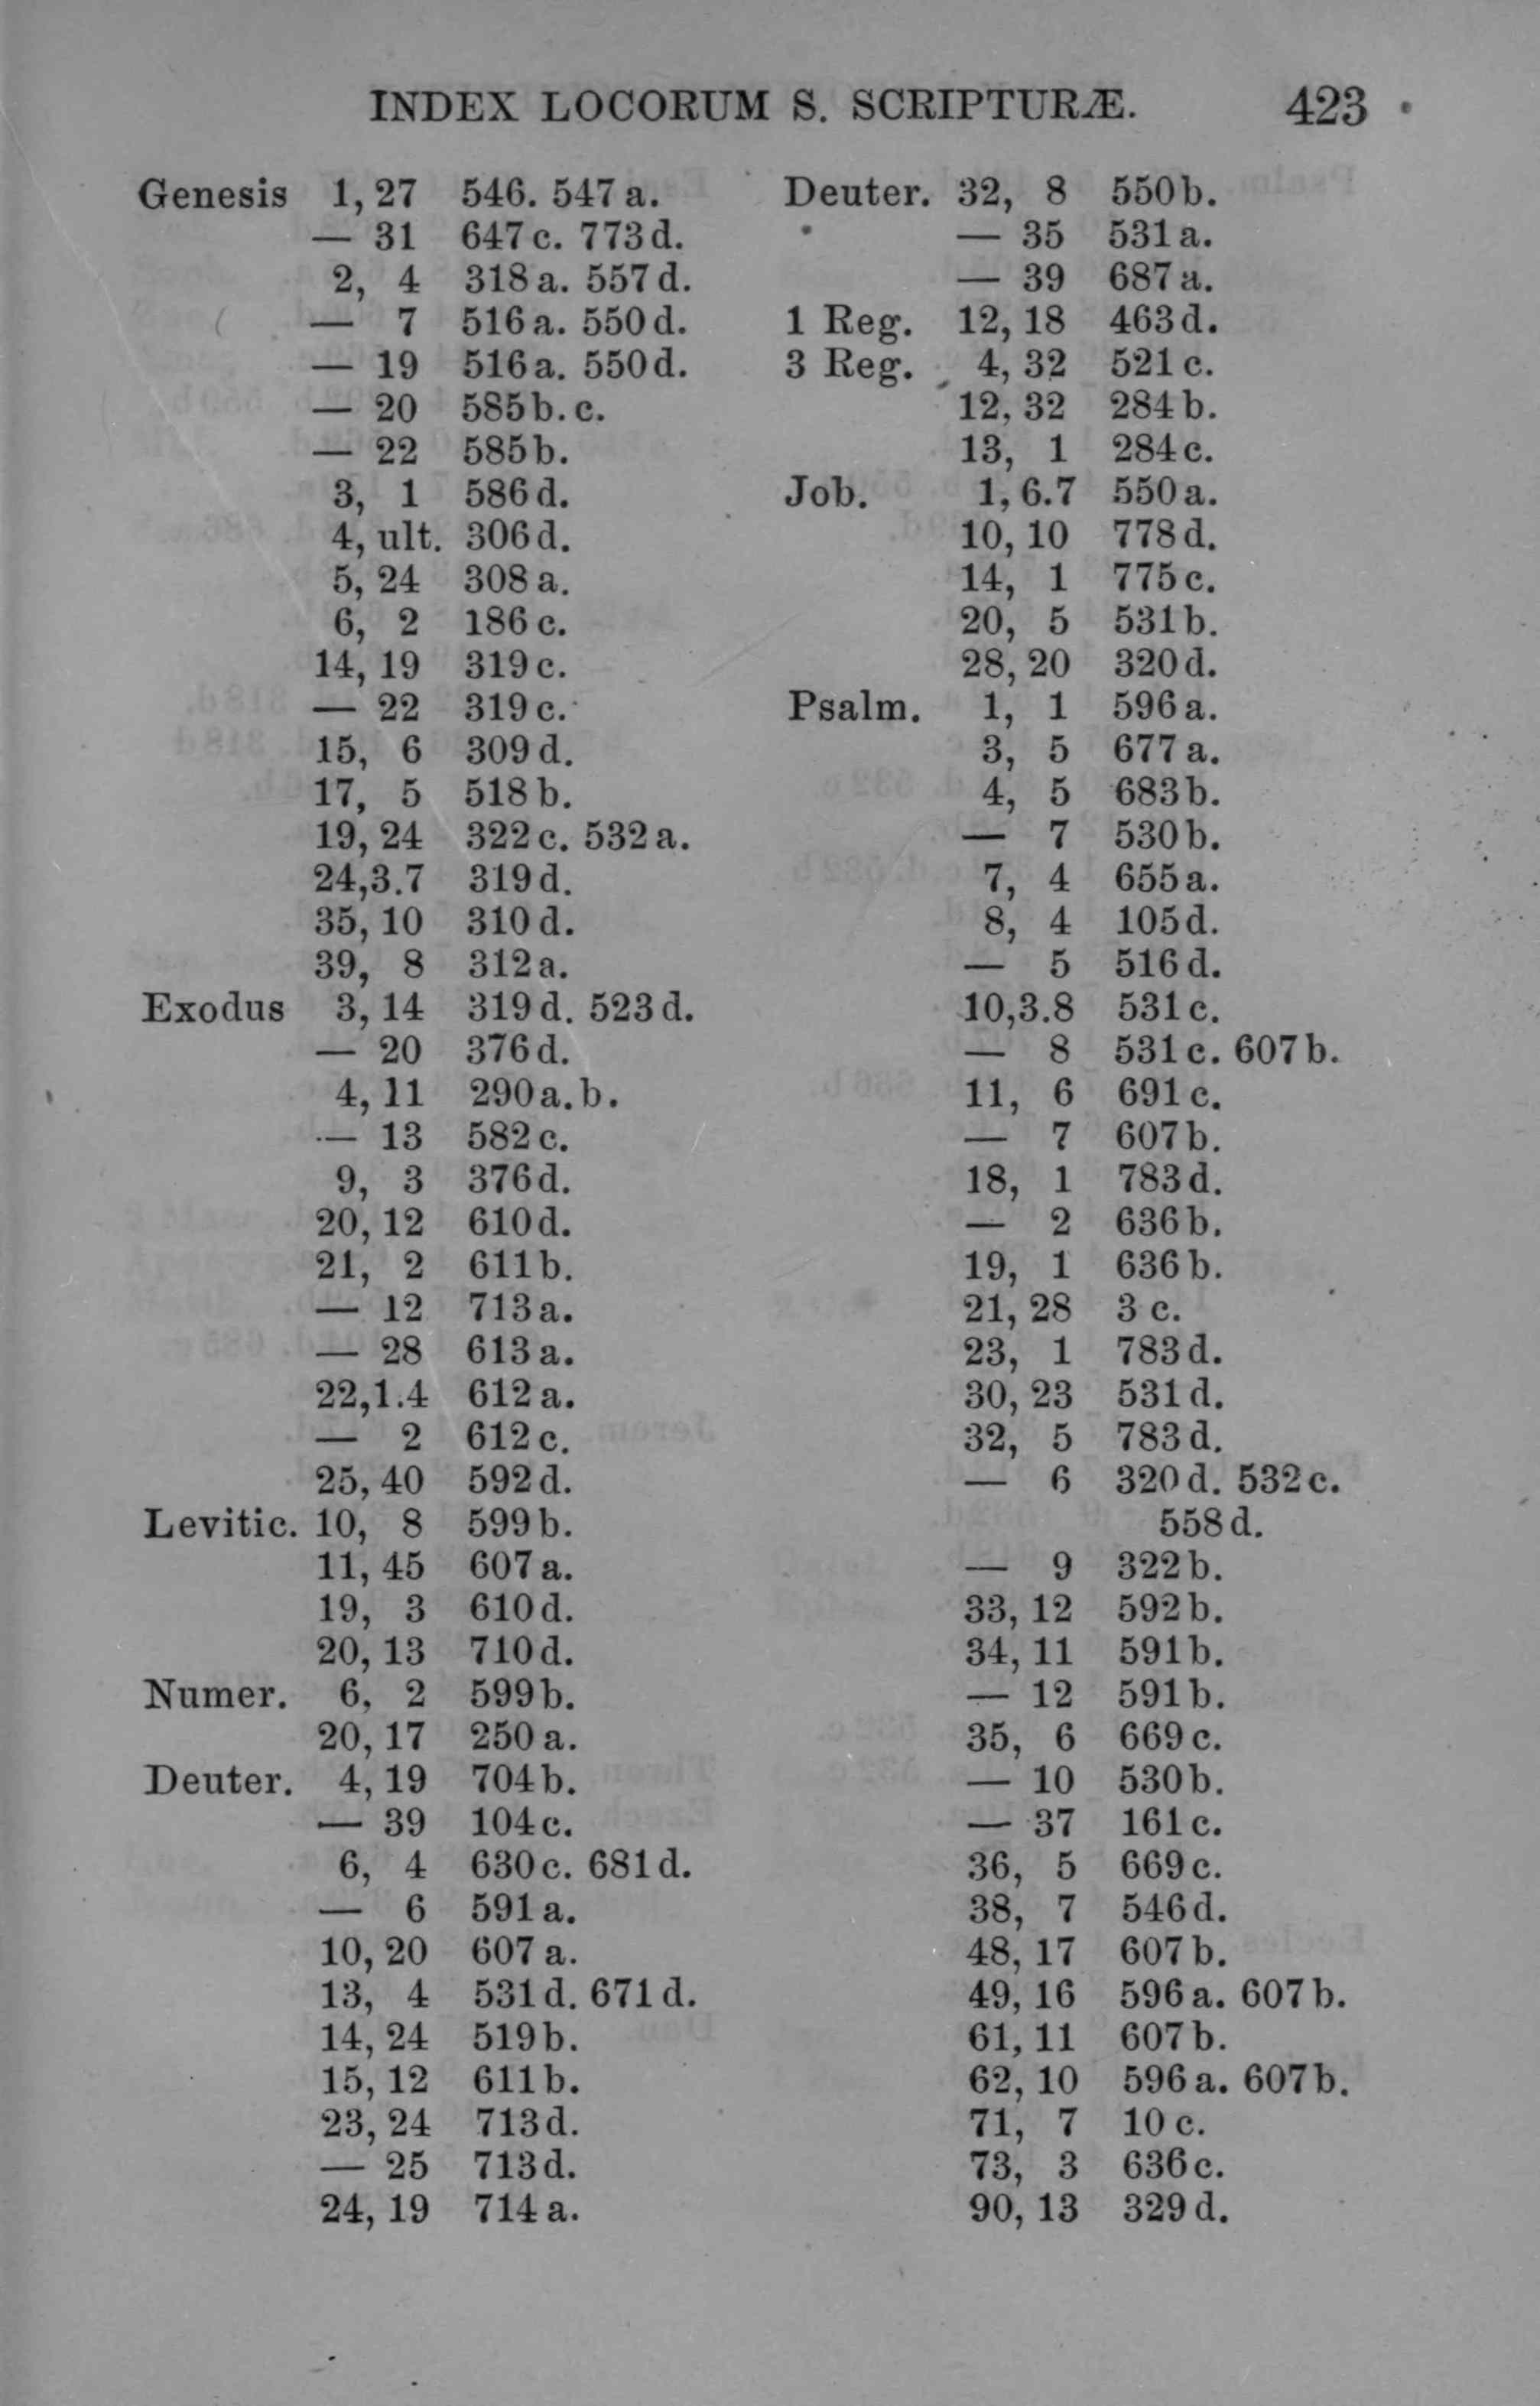 INDEX LOCORUM S. SCRIPTURÆ. 423
Genesis 1, 27 546. 547 a.
— 31 647 c. 773 d.
2, 4 318 a. 557 d.
— 7 516 a. 550 d.
— 19 516 a. 550 d.
— 20 585 b. c.
— 22 585 b.
3, 1 586 d.
4, ult. 306 d.
5, 24 308 a.
6, 2 186 c.
14, 19 319 c.
— 22 319 c.
15, 6 309 d.
17, 5 518 b.
19, 24 322 c. 532 a.
24,3.7 319 d.
35, 10 310 d.
39, 8 312 a.
Exodus 3, 14 319 d. 523 d.
— 20 376 d.
4, 11 290 a. b.
— 13 582 c.
9, 3 376 d.
20, 12 610 d.
21, 2 611 b.
— 12 713 a.
— 28 613 a.
22,1.4 612 a.
— 2 612 c.
25, 40 592 d.
Levitic. 10, 8 599 b.
11, 45 607 a.
19, 3 610 d.
20, 13 710 d.
Numer. 6, 2 599 b.
20, 17 250 a.
Deuter. 4, 19 704 b.
— 39 104 c.
6, 4 630 c. 681 d.
— 6 591 a.
10, 20 607 a.
13, 4 531 d. 671 d.
14, 24 519 b.
15, 12 611 b.
23, 24 713 d.
— 25 713 d.
24, 19 714 a.
Deuter. 32, 8 550 b.
— 35 531 a.
— 39 687 a.
1 Reg. 12, 18 463 d.
3 Reg. 4, 32 521 c.
12, 32 284 b.
13, 1 284 c.
Job. 1, 6.7 550 a.
10, 10 778 d.
14, 1 775 c.
20, 5 531 b.
28, 20 320 d.
Psalm. 1, 1 596 a.
3, 5 677 a.
4, 5 683 b.
— 7 530 b.
7, 4 655 a.
8, 4 105 d.
— 5 516 d.
10,3.8 531 c.
— 8 531 c. 607 b.
11, 6 691 c.
— 7 607 b.
18, 1 783 d.
— 2 636 b.
19, 1 636 b.
21, 28 3 c.
23, 1 783 d.
30, 23 531 d.
32, 5 783 d.
— 6 320 d. 532 c.
558 d.
— 9 322 b.
33, 12 592 b.
34, 11 591 b.
— 12 591 b.
35, 6 669 c.
— 10 530 b.
— 37 161 c.
36, 5 669 c.
38, 7 546 d.
48, 17 607 b.
49, 16 596 a. 607 b.
61, 11 607 b.
62, 10 596 a. 607 b.
71, 7 10 c.
73, 3 636 c.
90, 13 329 d.